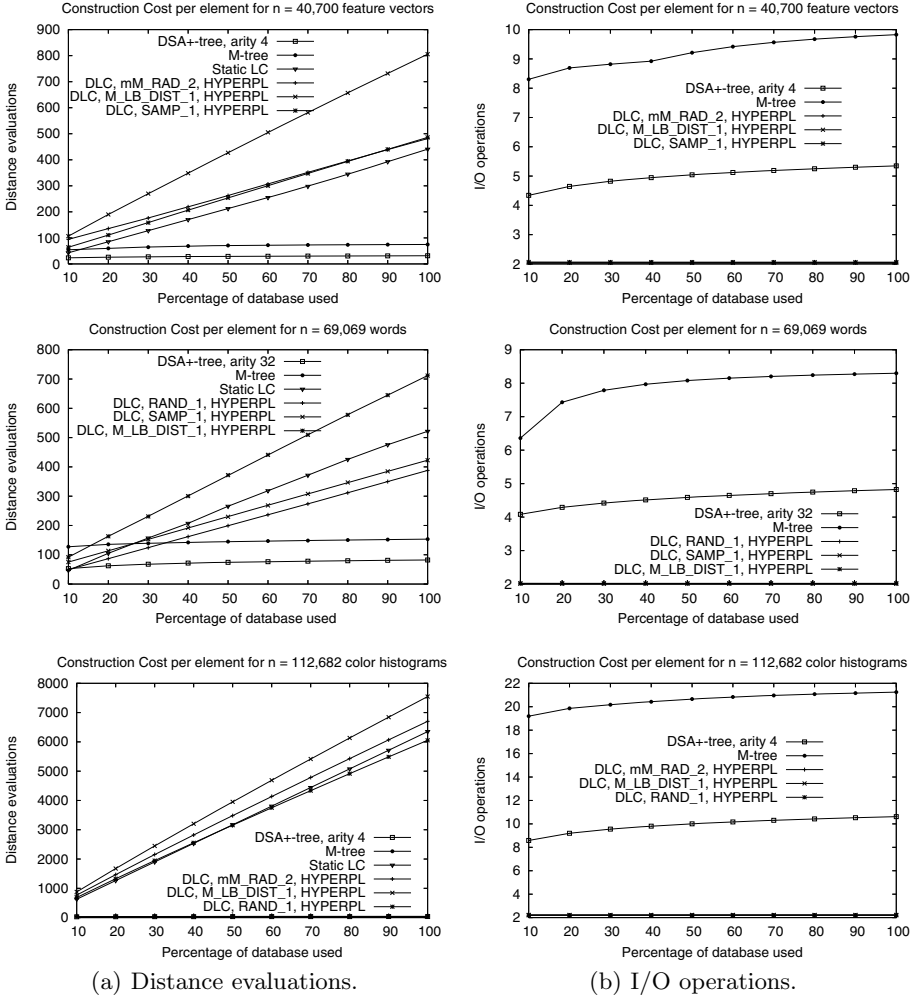 Construction Cost per element for n = 40,700 feature vectors
900
800
700
600
500
400
300
200
100
0
Distance evaluations
DSA+-tree, arity 4
M-tree
Static LC
DLC, mM_RAD_2, HYPERPL
DLC, M_LB_DIST_1, HYPERPL
DLC, SAMP_1, HYPERPL
10 20 30 40 50 60 70 80 90 100
Percentage of database used
Construction Cost per element for n = 40,700 feature vectors
10
9
8
7
6
5
4
3
2
I/O operations
DSA+-tree, arity 4
M-tree
DLC, mM_RAD_2, HYPERPL
DLC, M_LB_DIST_1, HYPERPL
DLC, SAMP_1, HYPERPL
10 20 30 40 50 60 70 80 90 100
Percentage of database used
Construction Cost per element for n = 69,069 words
800
700
600
500
400
300
200
100
0
Distance evaluations
DSA+-tree, arity 32
M-tree
Static LC
DLC, RAND_1, HYPERPL
DLC, SAMP_1, HYPERPL
DLC, M_LB_DIST_1, HYPERPL
10 20 30 40 50 60 70 80 90 100
Percentage of database used
Construction Cost per element for n = 69,069 words
9
8
7
6
5
4
3
2
I/O operations
DSA+-tree, arity 32
M-tree
DLC, RAND_1, HYPERPL
DLC, SAMP_1, HYPERPL
DLC, M_LB_DIST_1, HYPERPL
10 20 30 40 50 60 70 80 90 100
Percentage of database used
Construction Cost per element for n = 112,682 color histograms
8000
7000
6000
5000
4000
3000
2000
1000
0
Distance evaluations
DSA+-tree, arity 4
M-tree
Static LC
DLC, mM_RAD_2, HYPERPL
DLC, M_LB_DIST_1, HYPERPL
DLC, RAND_1, HYPERPL
10 20 30 40 50 60 70 80 90 100
Percentage of database used
Construction Cost per element for n = 112,682 color histograms
22
20
18
16
14
12
10
8
6
4
2
I/O operations
DSA+-tree, arity 4
M-tree
DLC, mM_RAD_2, HYPERPL
DLC, M_LB_DIST_1, HYPERPL
DLC, RAND_1, HYPERPL
10 20 30 40 50 60 70 80 90 100
Percentage of database used
(a) Distance evaluations.
(b) I/O operations.